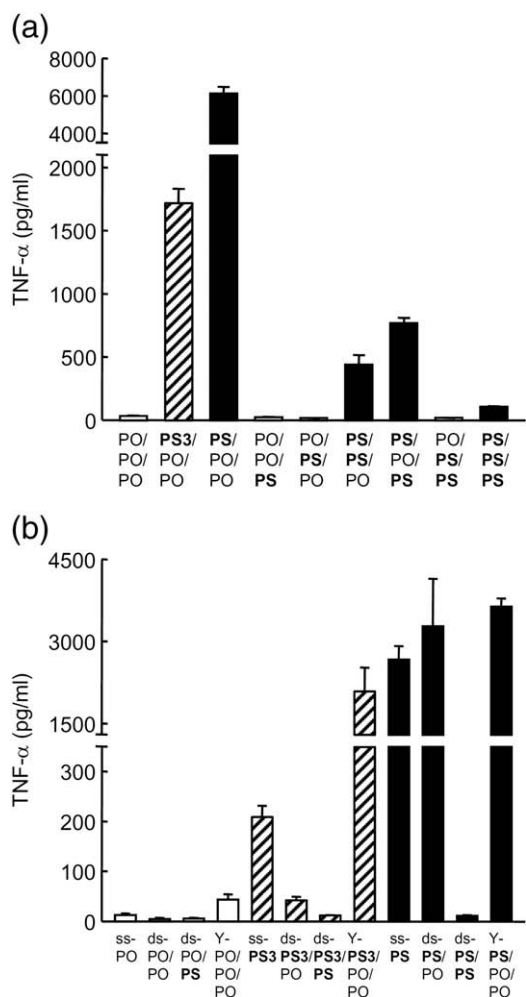 (a)
TNF-α (pg/ml)
8000
6000
4000
2000
1500
1000
500
0
PO/ PS3/ PS/ PO/ PO/ PS/ PS/ PO/ PS/
PO/ PO/ PO/ PO/ PS/ PS/ PO/ PS/ PS/
PO PO PO PS PO PO PS PS PS
(b)
TNF-α (pg/ml)
4500
3000
1500
300
200
100
0
ss- ds- ds- Y- ss- ds- ds- Y- ss- ds- ds- Y-
PO PO/ PO/ PO/ PS3 PS3/ PS3/ PS3/ PS PS/ PS/ PS/
PO PS PO/ PO PS PO/ PO PS PO/
PO PO PO